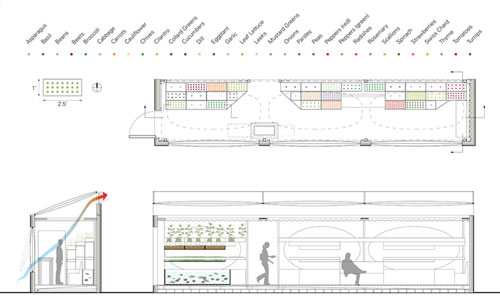 Asparagus
Basil
Beans
Beets
Broccoli
Cabbage
Carrots
Cauliflower
Chives
Cilantro
Collard Greens
Cucumbers
Dill
Eggplant
Garlic
Leaf Lettuce
Leeks
Mustard Greens
Onions
Parsley
Peas
Peppers (red)
Peppers (green)
Radishes
Rosemary
Scallions
Spinach
Strawberries
Swiss Chard
Thyme
Tomatoes
Turnips
1'
2.5'